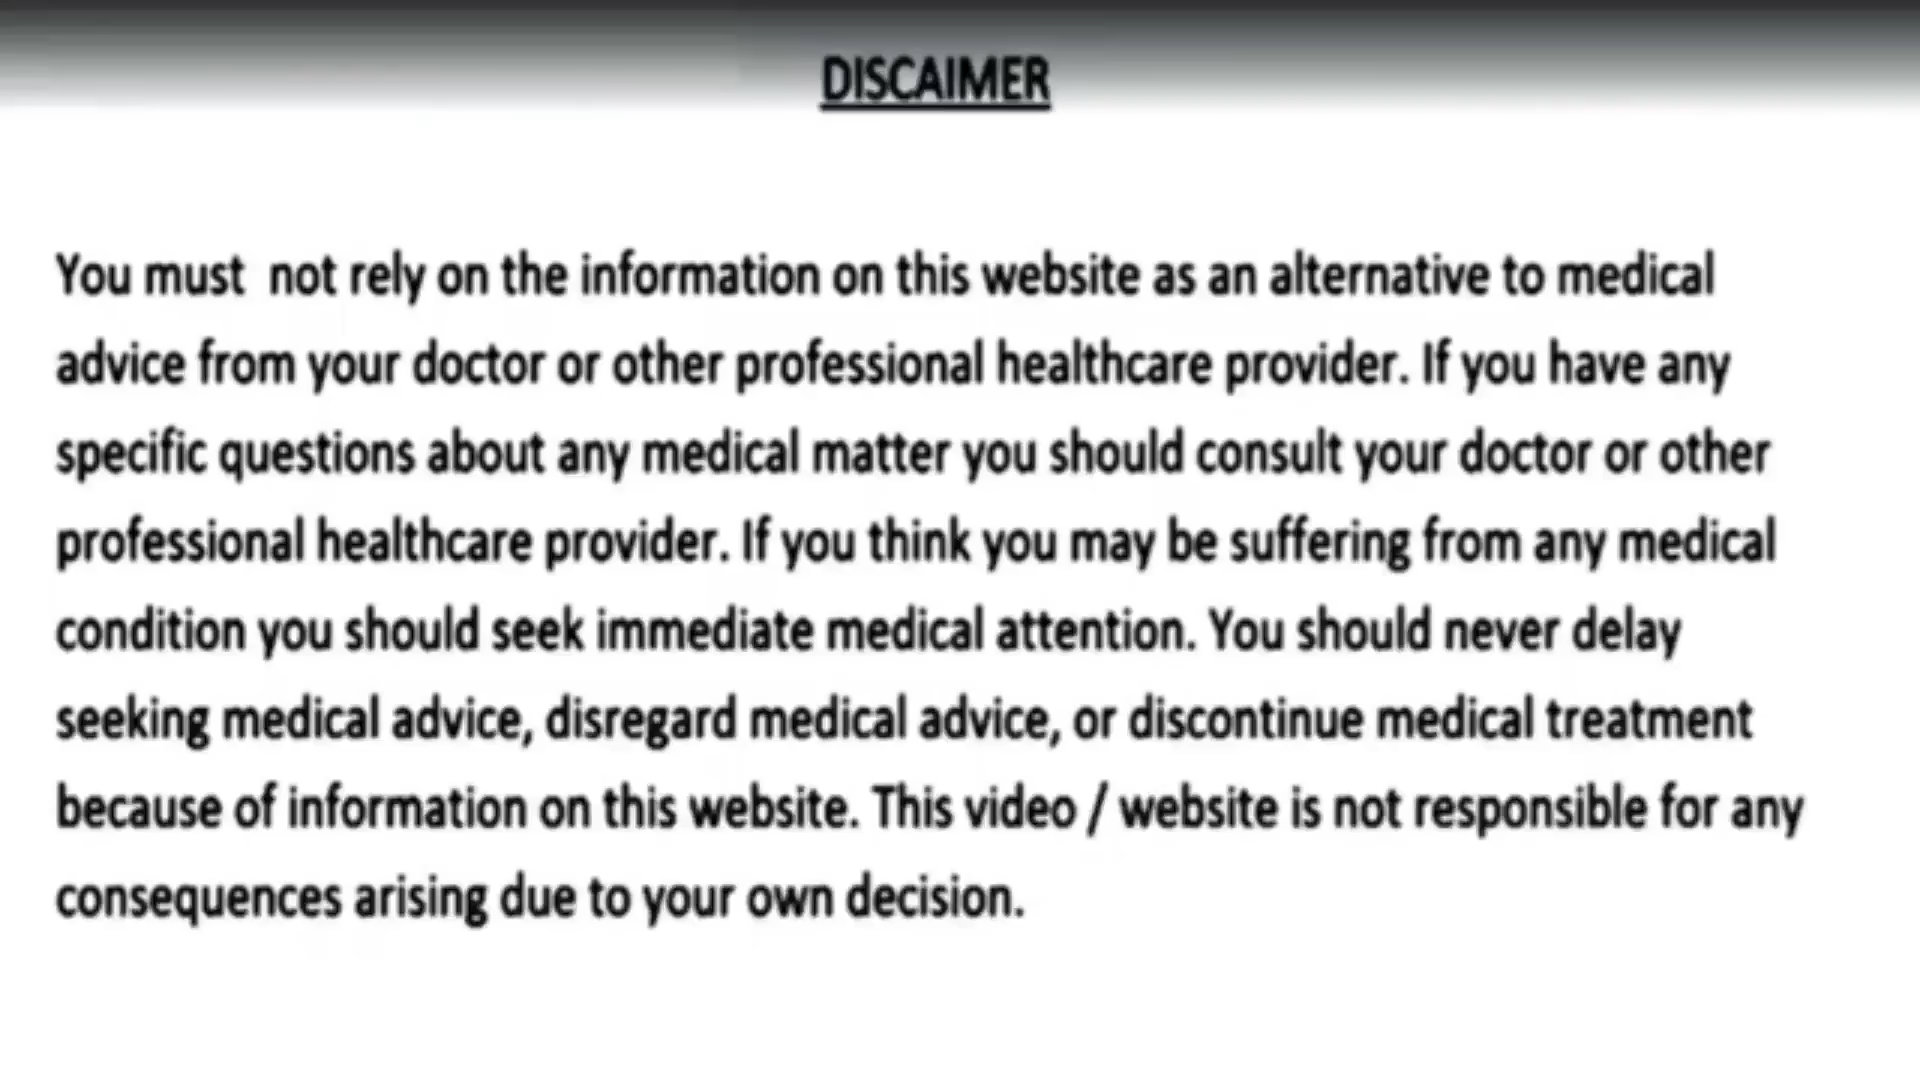 DISCAIMER
You must  not rely on the information on this website as an alternative to medical
advice from your doctor or other professional healthcare provider. If you have any
specific questions about any medical matter you should consult your doctor or other
professional healthcare provider. If you think you may be suffering from any medical
condition you should seek immediate medical attention. You should never delay
seeking medical advice, disregard medical advice, or discontinue medical treatment
because of information on this website. This video / website is not responsible for any
consequences arising due to your own decision.